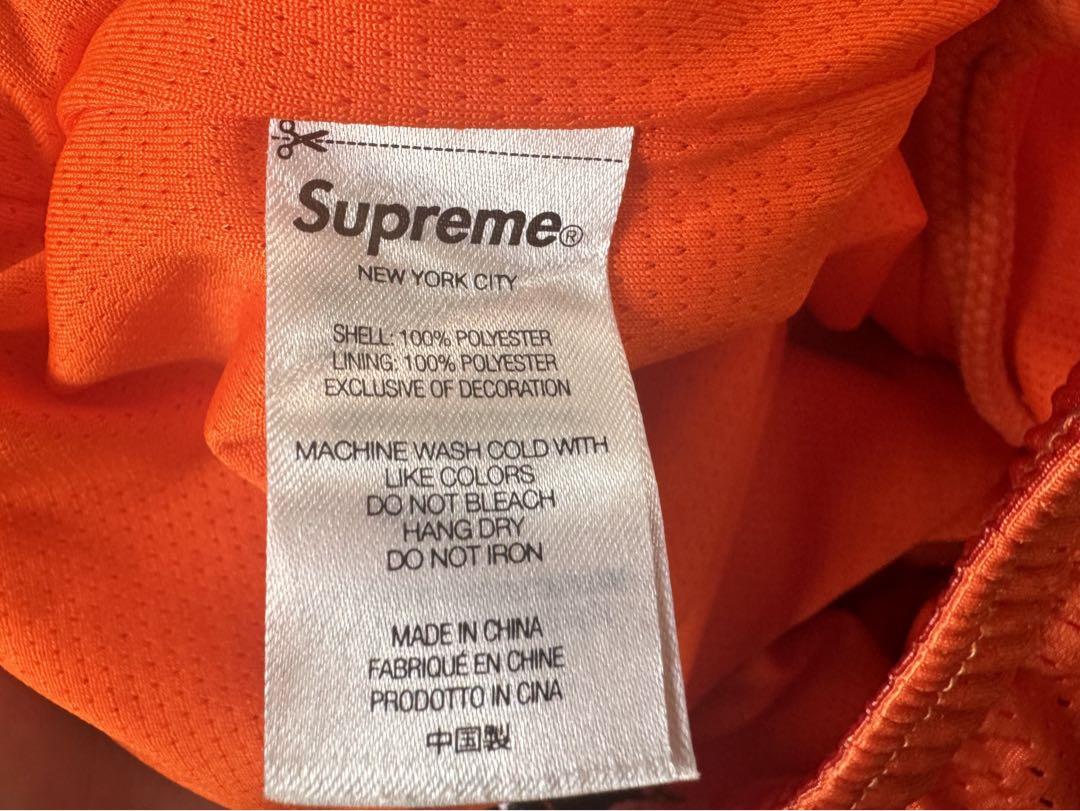 Supreme®
NEW YORK CITY
SHELL: 100% POLYESTER
LINING: 100% POLYESTER
EXCLUSIVE OF DECORATION
MACHINE WASH COLD WITH
LIKE COLORS
DO NOT BLEACH
HANG DRY
DO NOT IRON
MADE IN CHINA
FABRIQUÉ EN CHINE
PRODOTTO IN CINA
中国製